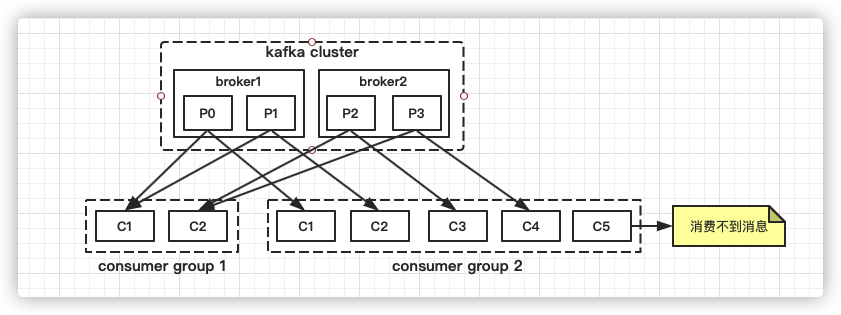 kafka cluster
broker1
broker2
P0
P1
P2
P3
C1
C2
C1
C2
C3
C4
C5
消费不到消息
consumer group 1
consumer group 2